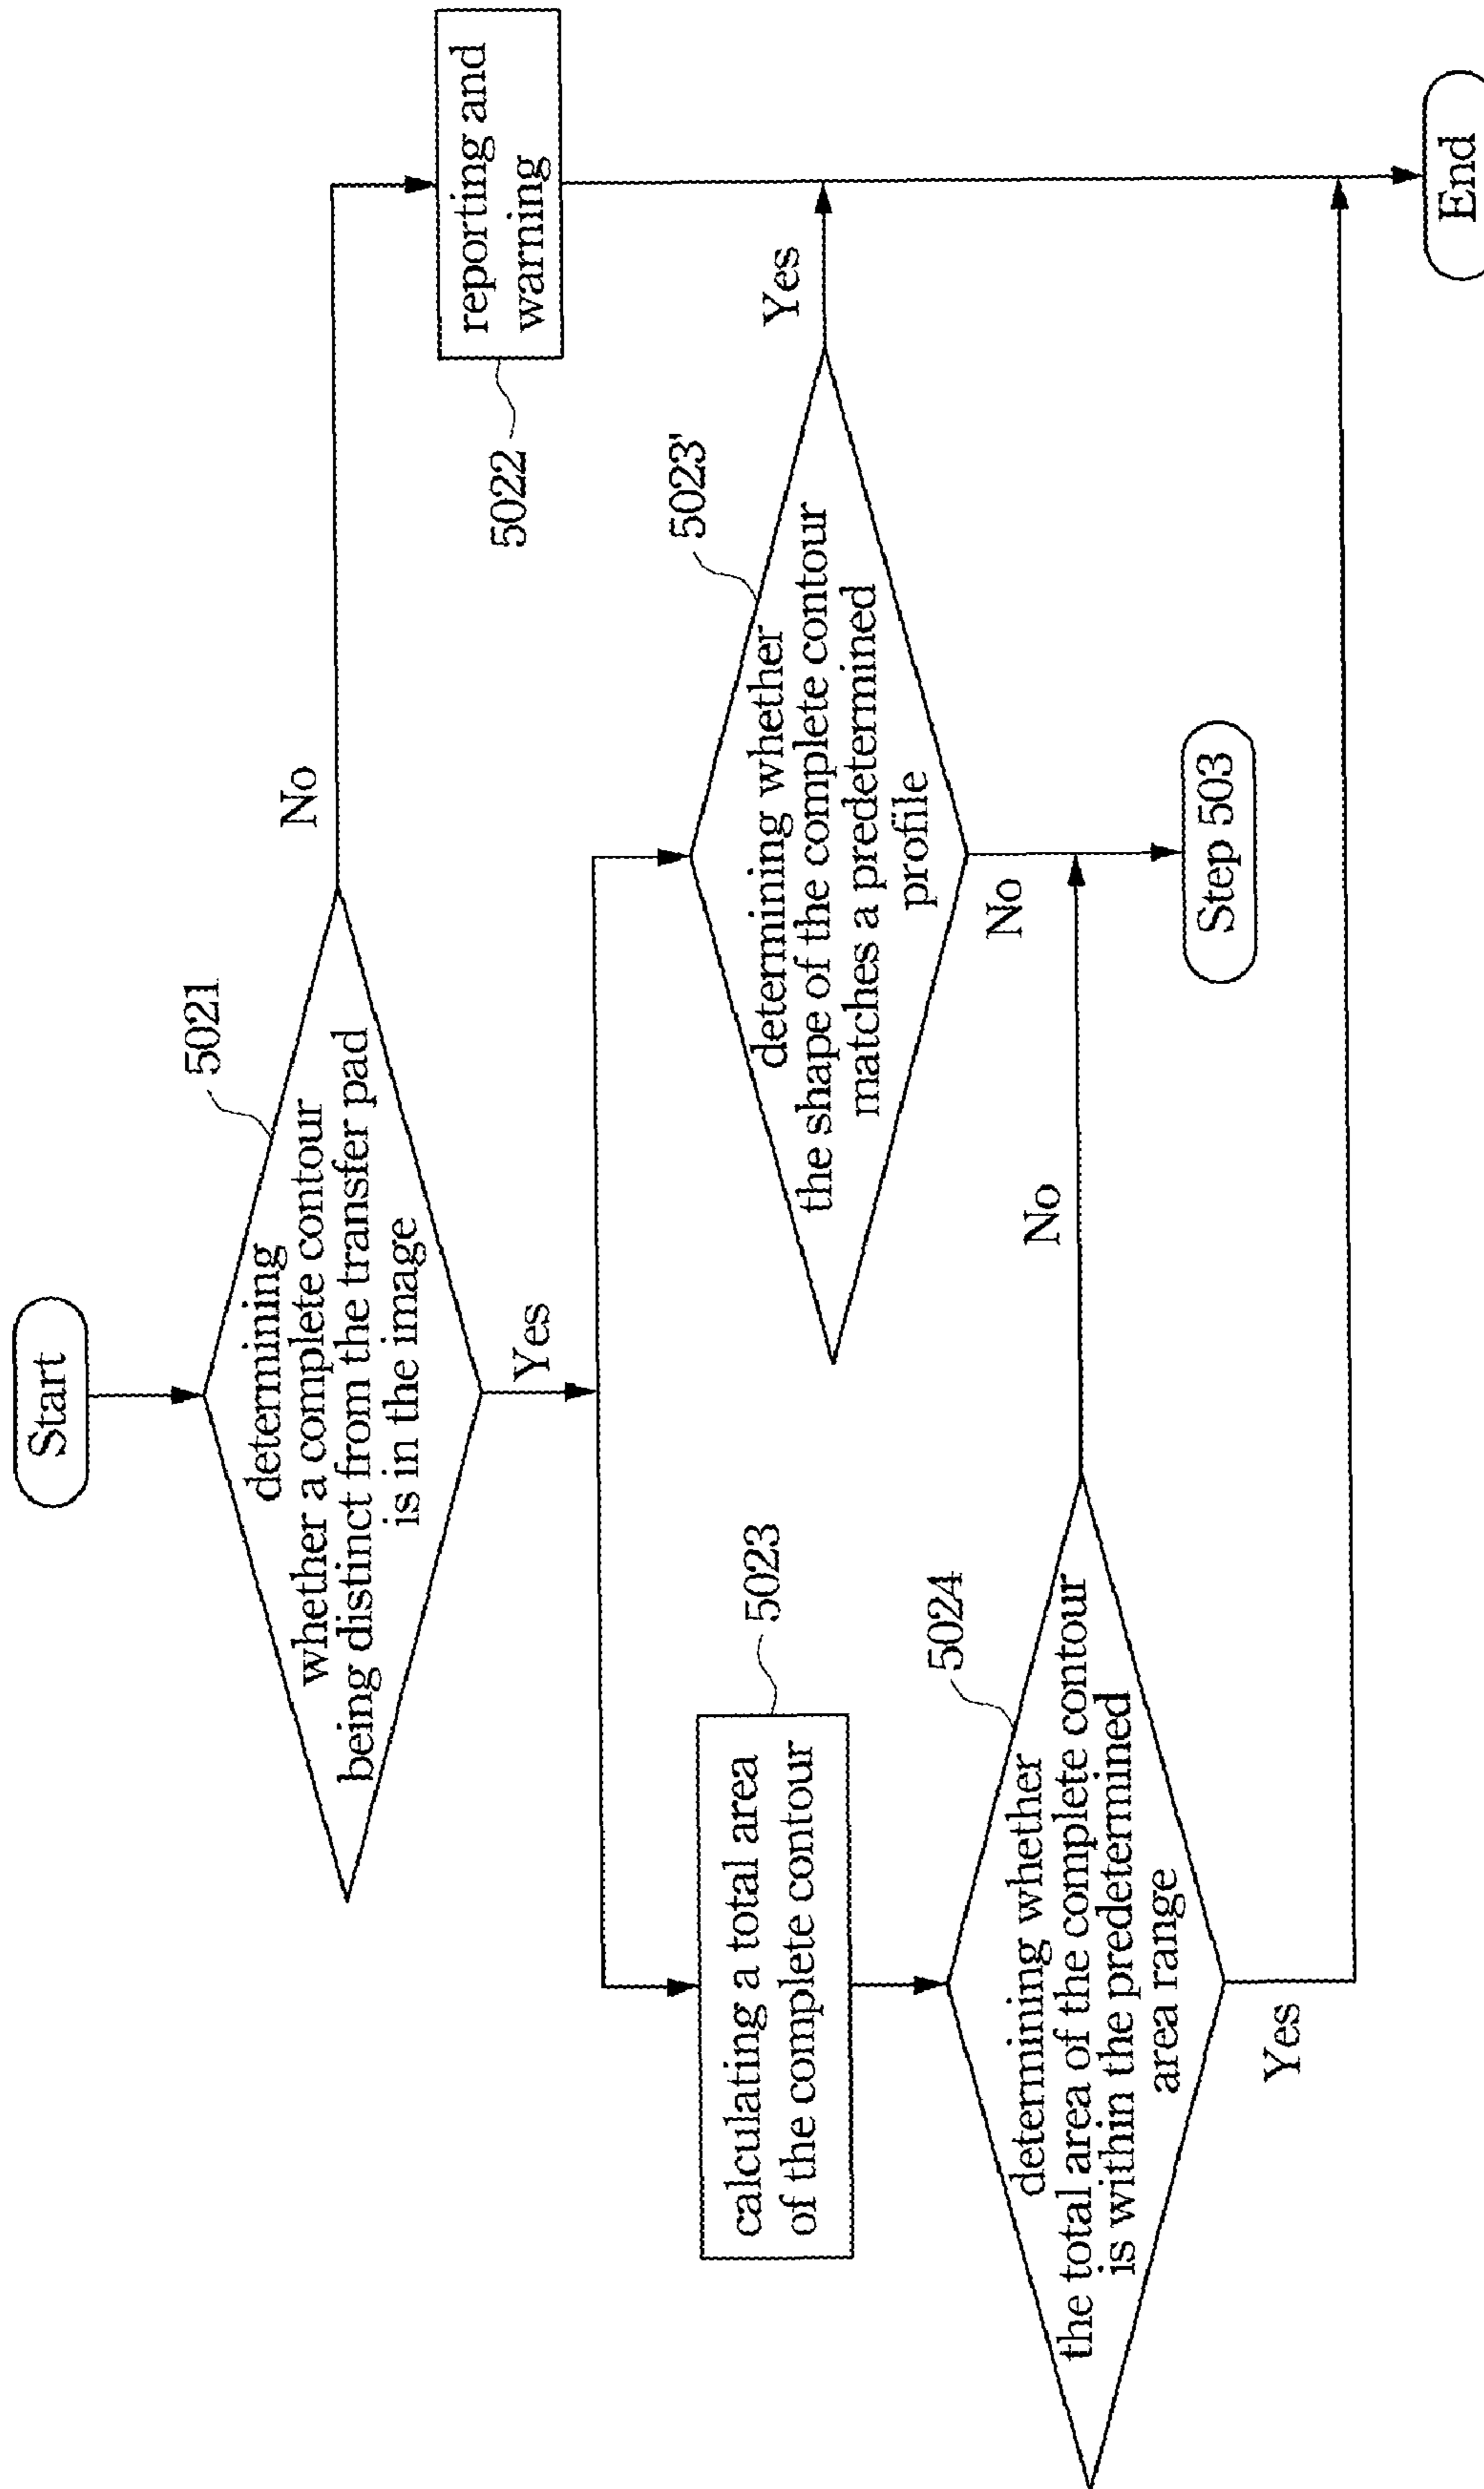 Start
5021
determining
whether a complete contour
being distinct from the transfer pad
is in the image
No
Yes
5022
reporting and
warning
5023
calculating a total area
of the complete contour
5023'
determining whether
the shape of the complete contour
matches a predetermined
profile
Yes
No
5024
determining whether
the total area of the complete contour
is within the predetermined
area range
No
Yes
Step 503
End